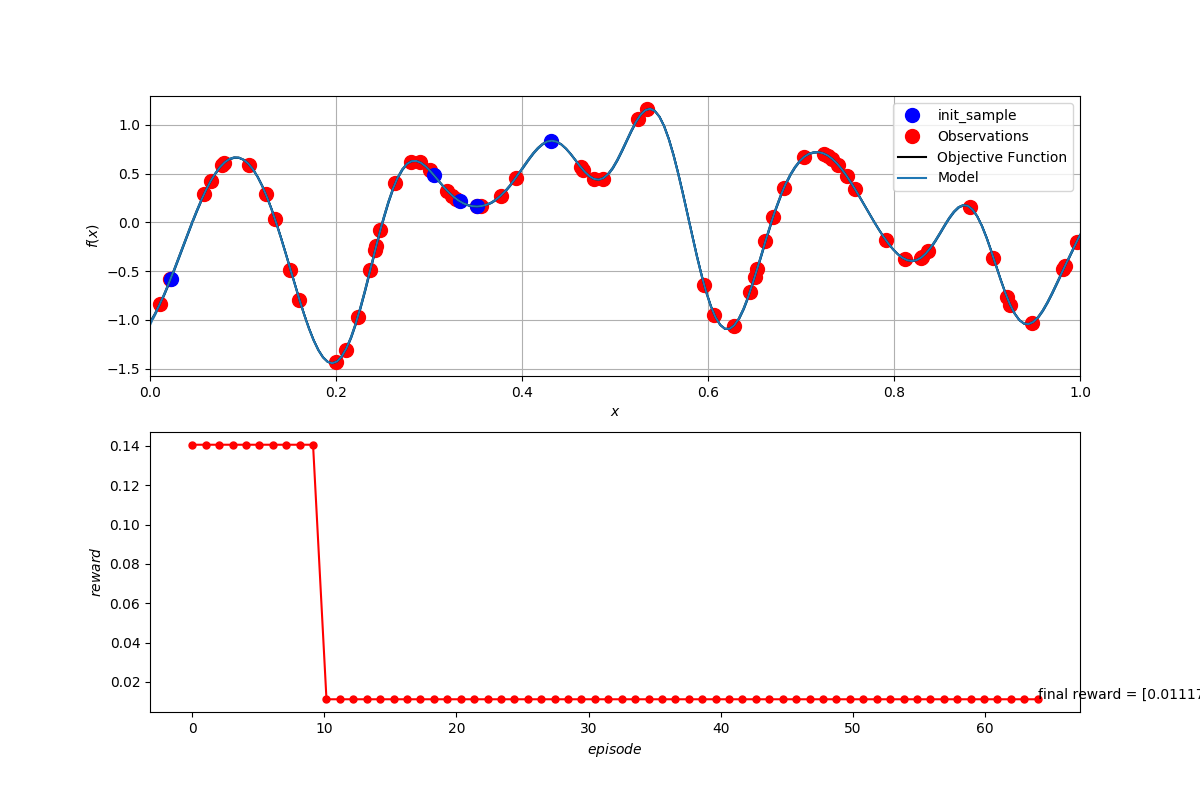 1.0
0.5
0.0
−0.5
−1.0
−1.5
f(x)
init_sample
Observations
Objective Function
Model
0.0 0.2 0.4 0.6 0.8 1.0
x
0.14
0.12
0.10
0.08
0.06
0.04
0.02
reward
final reward = [0.01117
0 10 20 30 40 50 60
episode